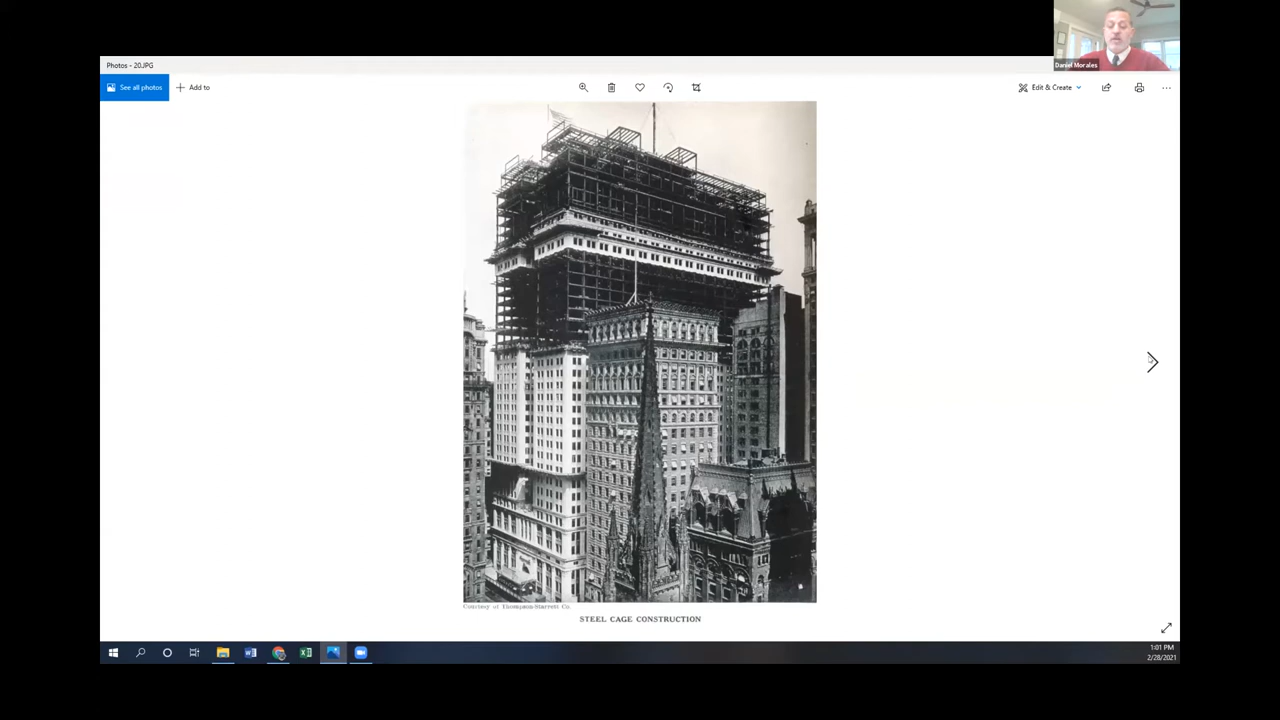 Daniel Morales
Photos - 20.JPG
See all photos
Add to
Edit & Create
Courtesy of Thompson-Starrett Co.
STEEL CAGE CONSTRUCTION
1:01 PM
2/28/2021